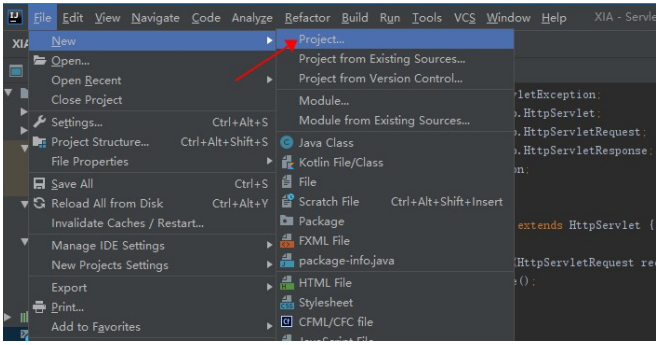 File Edit View Navigate Code Analyze Refactor Build Run Tools VCS Window Help XIA - Servle
XIA
New
Open...
Open Recent
Close Project
Settings... Ctrl+Alt+S
Project Structure... Ctrl+Alt+Shift+S
File Properties
Save All Ctrl+S
Reload All from Disk Ctrl+Alt+Y
Invalidate Caches / Restart...
Manage IDE Settings
New Projects Settings
Export
Print...
Add to Favorites
Project...
Project from Existing Sources...
Project from Version Control...
Module...
Module from Existing Sources...
Java Class
Kotlin File/Class
File
Scratch File Ctrl+Alt+Shift+Insert
Package
FXML File
package-info.java
HTML File
Stylesheet
CFML/CFC file
JavaScript File
letException;
.HttpServlet;
.HttpServletRequest;
.HttpServletResponse;
on;
extends HttpServlet {
(HttpServletRequest req
();